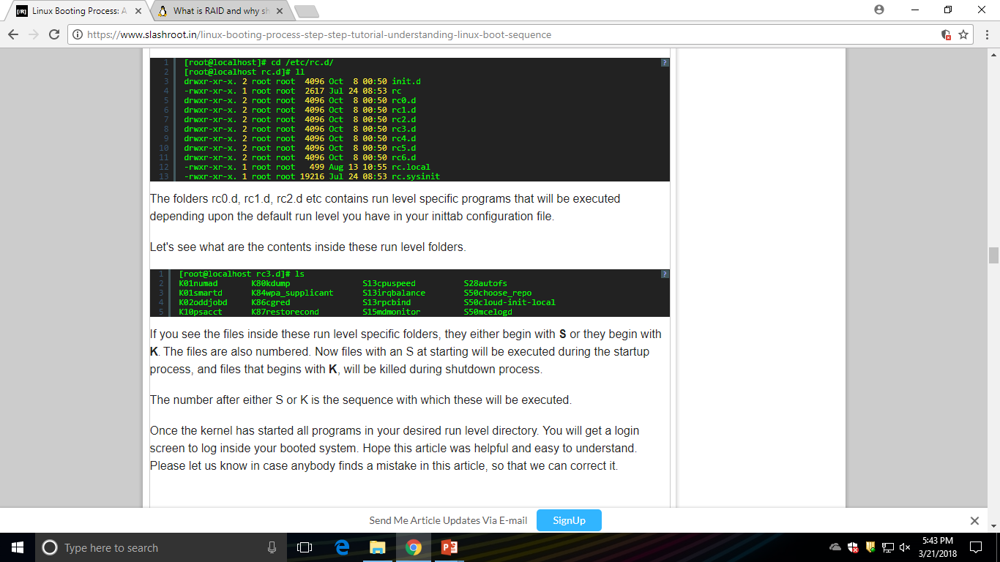 Linux Booting Process: A
What is RAID and why sh
https://www.slashroot.in/linux-booting-process-step-step-tutorial-understanding-linux-boot-sequence
1 [root@localhost]# cd /etc/rc.d/
?
2 [root@localhost rc.d]# ll
3 drwxr-xr-x. 2 root root 4096 Oct 8 00:50 init.d
4 -rwxr-xr-x. 1 root root 2617 Jul 24 08:53 rc
5 drwxr-xr-x. 2 root root 4096 Oct 8 00:50 rc0.d
6 drwxr-xr-x. 2 root root 4096 Oct 8 00:50 rc1.d
7 drwxr-xr-x. 2 root root 4096 Oct 8 00:50 rc2.d
8 drwxr-xr-x. 2 root root 4096 Oct 8 00:50 rc3.d
9 drwxr-xr-x. 2 root root 4096 Oct 8 00:50 rc4.d
10 drwxr-xr-x. 2 root root 4096 Oct 8 00:50 rc5.d
11 drwxr-xr-x. 2 root root 4096 Oct 8 00:50 rc6.d
12 -rwxr-xr-x. 1 root root 499 Aug 13 10:55 rc.local
13 -rwxr-xr-x. 1 root root 19216 Jul 24 08:53 rc.sysinit
The folders rc0.d, rc1.d, rc2.d etc contains run level specific programs that will be executed
depending upon the default run level you have in your inittab configuration file.
Let's see what are the contents inside these run level folders.
1 [root@localhost rc3.d]# ls
?
2 K01numad K80kdump S13cpuspeed S28autofs
3 K01smartd K84wpa_supplicant S13irqbalance S50choose_repo
4 K02oddjobd K86cgred S13rpcbind S50cloud-init-local
5 K10psacct K87restorecond S15mdmonitor S50mcelogd
If you see the files inside these run level specific folders, they either begin with S or they begin with
K. The files are also numbered. Now files with an S at starting will be executed during the startup
process, and files that begins with K, will be killed during shutdown process.
The number after either S or K is the sequence with which these will be executed.
Once the kernel has started all programs in your desired run level directory. You will get a login
screen to log inside your booted system. Hope this article was helpful and easy to understand.
Please let us know in case anybody finds a mistake in this article, so that we can correct it.
Send Me Article Updates Via E-mail
SignUp
Type here to search
5:43 PM
3/21/2018